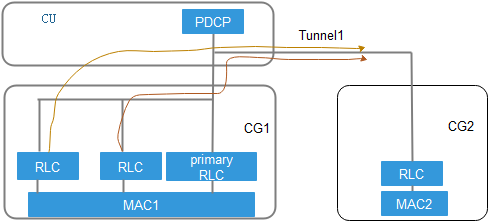 CU
PDCP
Tunnel1
CG1
CG2
RLC
RLC
primary
RLC
RLC
MAC1
MAC2